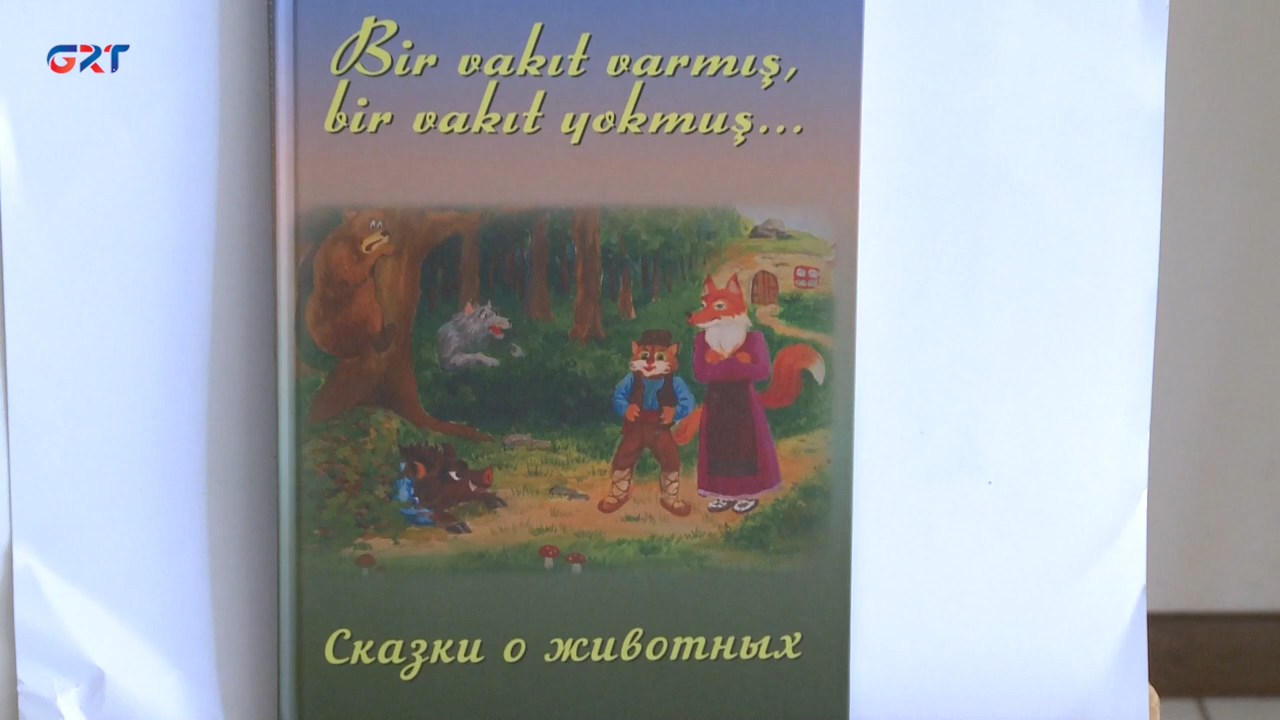 GRT
Bir vakıt varmış,
bir vakıt yokmuş...
Сказки о животных